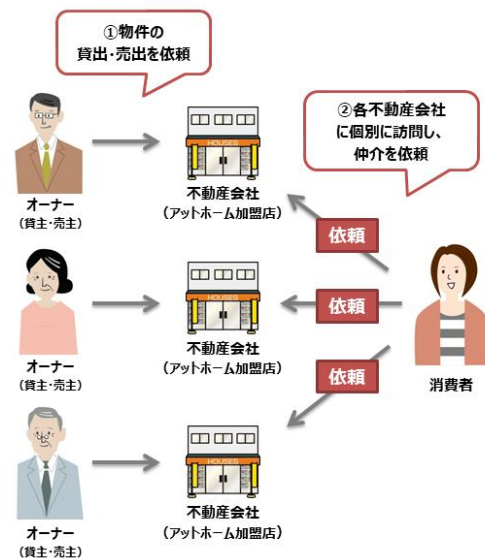 ①物件の
貸出・売出を依頼
②各不動産会社
に個別に訪問し、
仲介を依頼
HOUSES
オーナー
(貸主・売主)
不動産会社
(アットホーム加盟店)
依頼
HOUSES
オーナー
(貸主・売主)
不動産会社
(アットホーム加盟店)
依頼
消費者
依頼
HOUSES
オーナー
(貸主・売主)
不動産会社
(アットホーム加盟店)